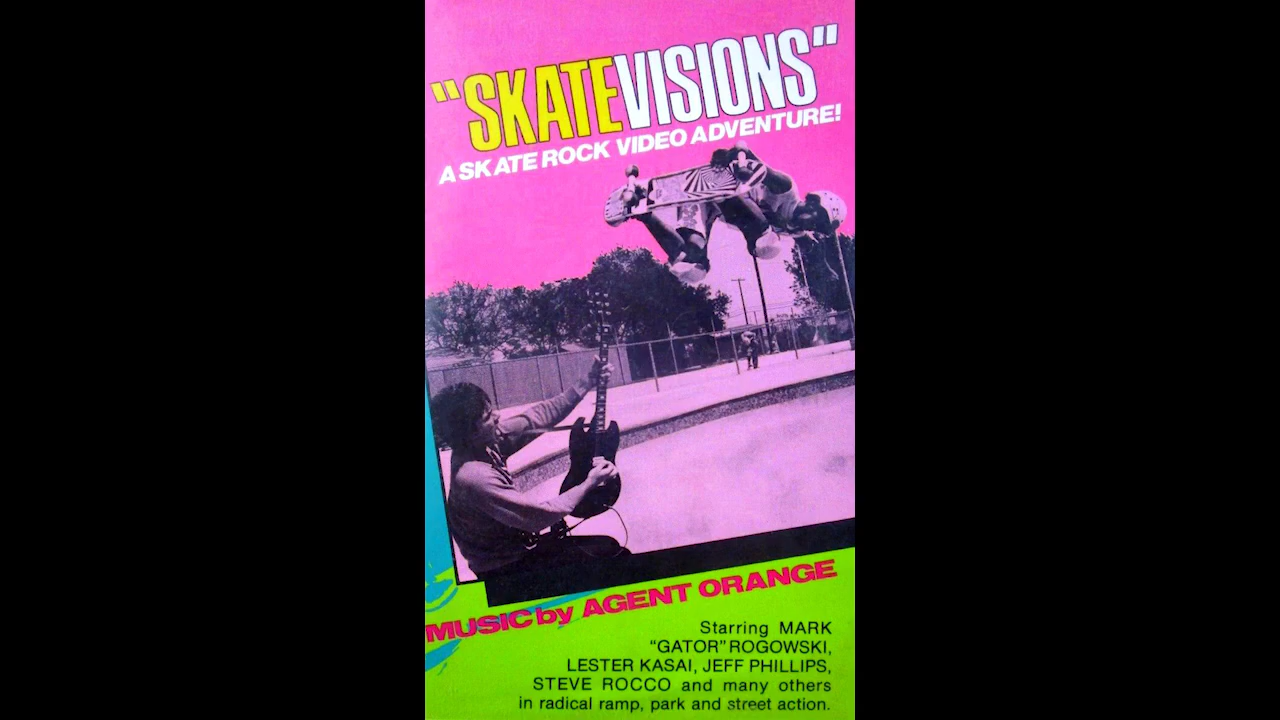 "SKATEVISIONS"
A SKATE ROCK VIDEO ADVENTURE!
MUSIC by AGENT ORANGE
Starring MARK
"GATOR" ROGOWSKI,
LESTER KASAI, JEFF PHILLIPS,
STEVE ROCCO and many others
in radical ramp, park and street action.